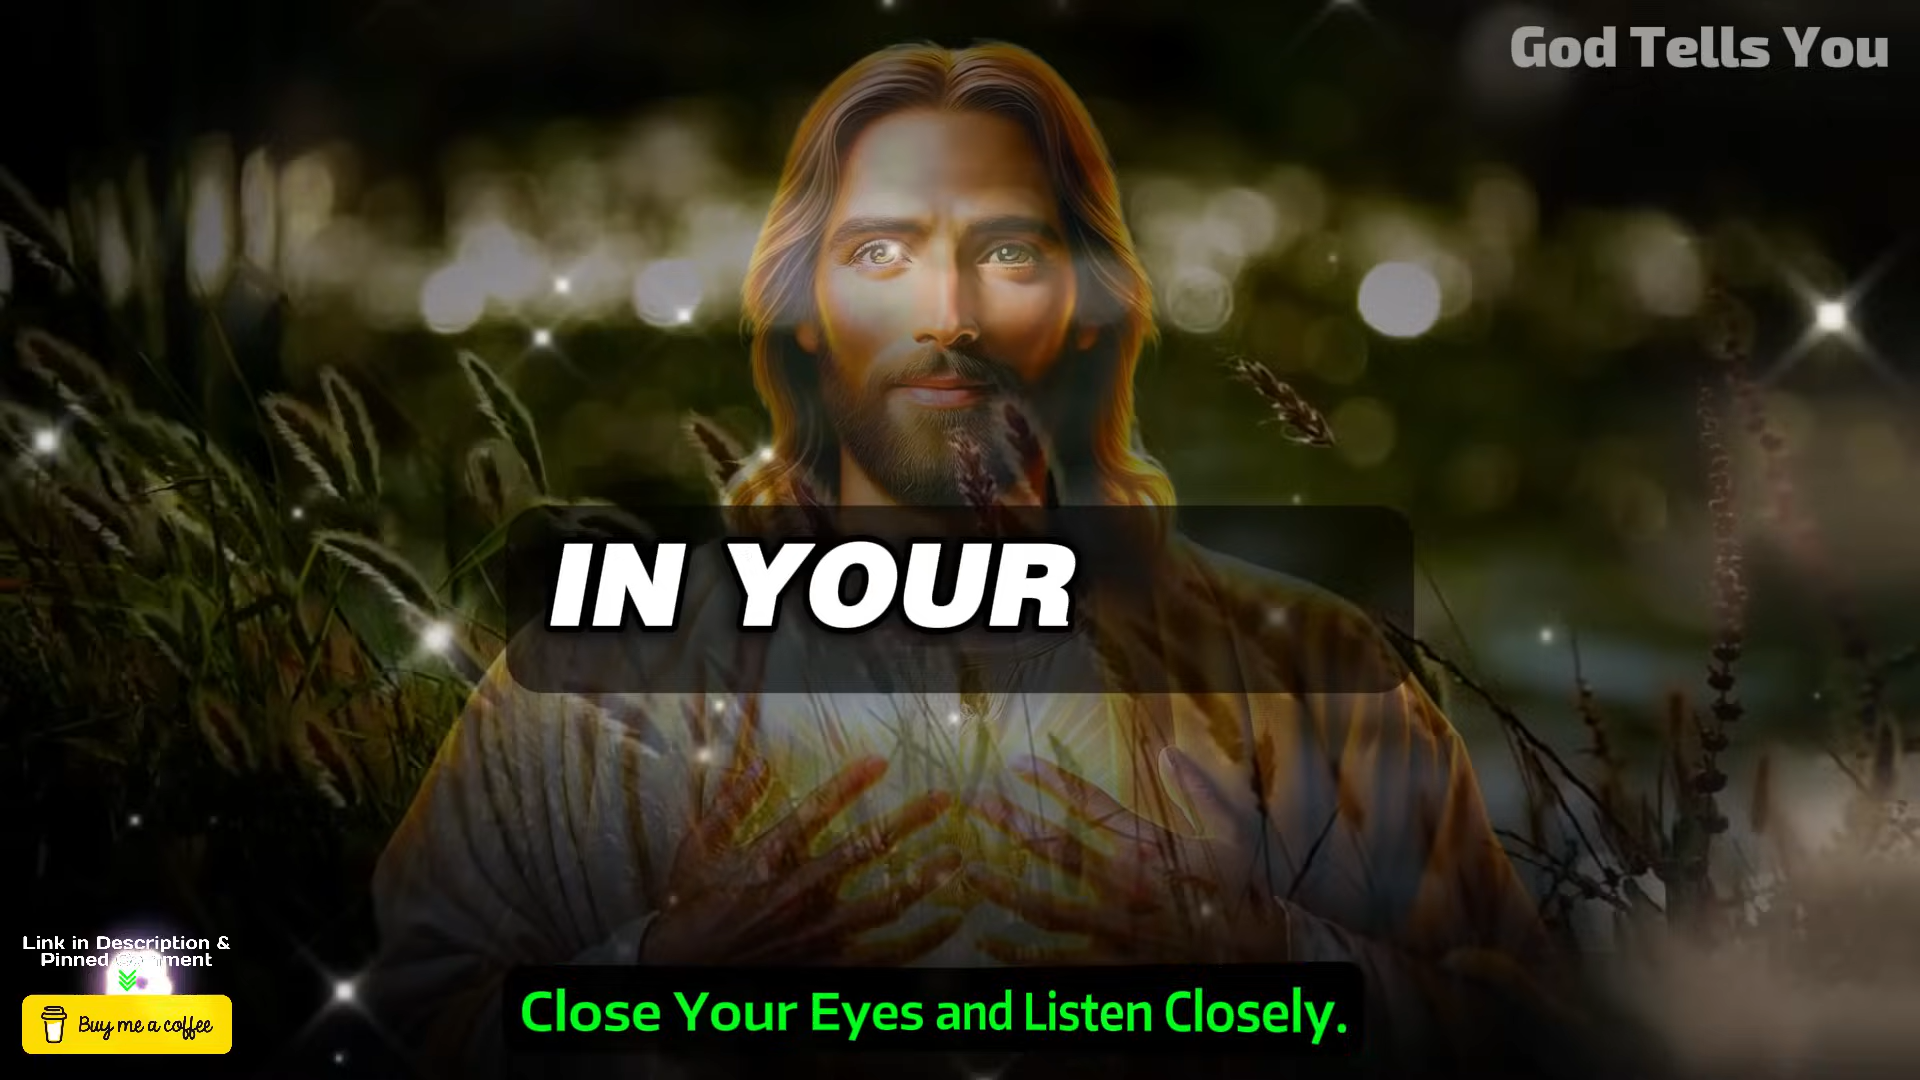 God Tells You
IN YOUR
Link in Description &
Pinned
Buy me a coffee
Close Your Eyes and Listen Closely.